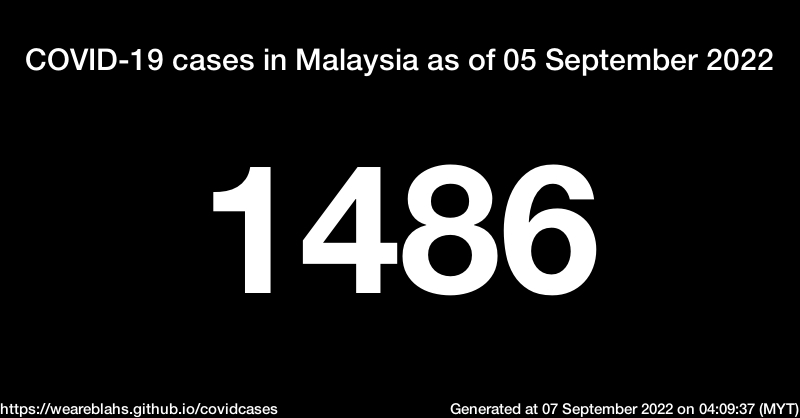 COVID-19 cases in Malaysia as of 05 September 2022
1486
https://weareblahs.github.io/covidcases
Generated at 07 September 2022 on 04:09:37 (MYT)